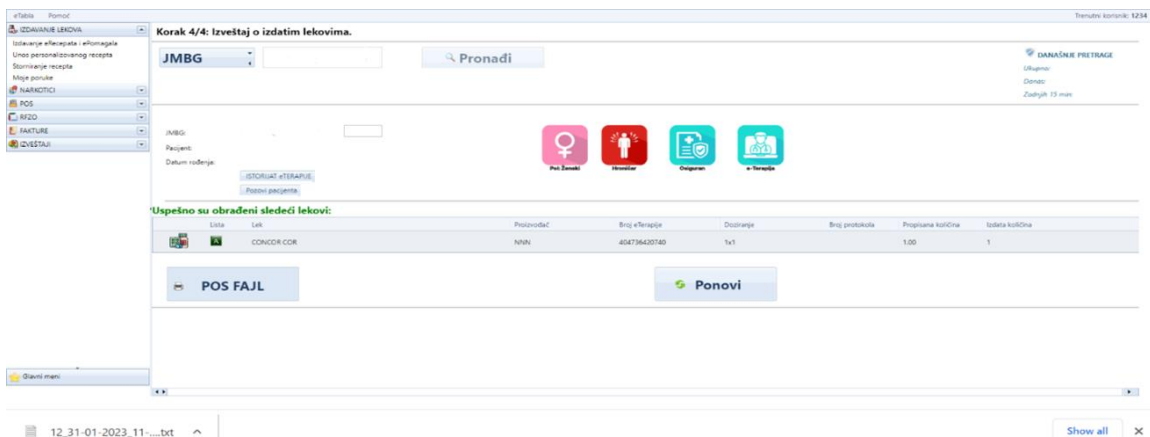 eTabla Pomoć
Trenutni korisnik: 1234
IZDAVANJE LEKOVA
Izdavanje eRecepata i ePomagala
Unos personalizovanog recepta
Storniranje recepta
Moje poruke
NARKOTICI
POS
RFZO
FAKTURE
IZVEŠTAJI
Glavni meni
Korak 4/4: Izveštaj o izdatim lekovima.
JMBG
Pronađi
DANAŠNJE PRETRAGE
Ukupno:
Danas:
Zadnjih 15 min:
JMBG:
Pacijent:
Datum rođenja:
ISTORIJAT eTERAPIJE
Pozovi pacijenta
Pol Ženski Hroničar Osiguran e-Terapija
Uspešno su obrađeni sledeći lekovi:
Lista Lek Proizvođač Broj eTerapije Doziranje Broj protokola Propisana količina Izdata količina
A CONCOR COR NNN 404736420740 1x1 1.00 1
POS FAJL
Ponovi
12_31-01-2023_11-....txt
Show all